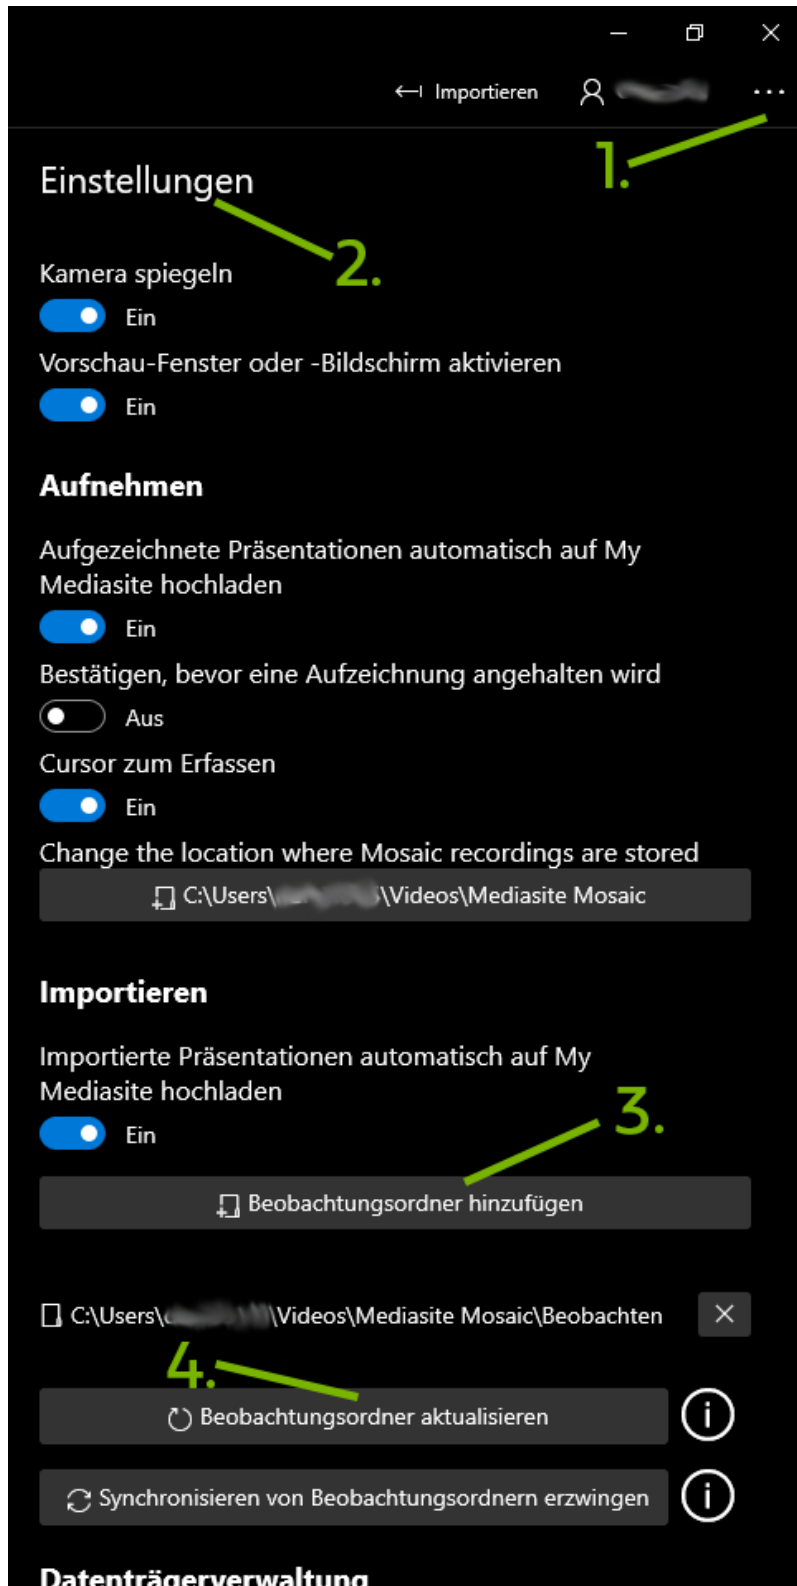 Importieren
1.
Einstellungen
2.
Kamera spiegeln
Ein
Vorschau-Fenster oder -Bildschirm aktivieren
Ein
Aufnehmen
Aufgezeichnete Präsentationen automatisch auf My
Mediasite hochladen
Ein
Bestätigen, bevor eine Aufzeichnung angehalten wird
Aus
Cursor zum Erfassen
Ein
Change the location where Mosaic recordings are stored
C:\Users\ \Videos\Mediasite Mosaic
Importieren
Importierte Präsentationen automatisch auf My
Mediasite hochladen
Ein
3.
Beobachtungsordner hinzufügen
C:\Users\ \Videos\Mediasite Mosaic\Beobachten
4.
Beobachtungsordner aktualisieren
Synchronisieren von Beobachtungsordnern erzwingen
Datenträgerverwaltung